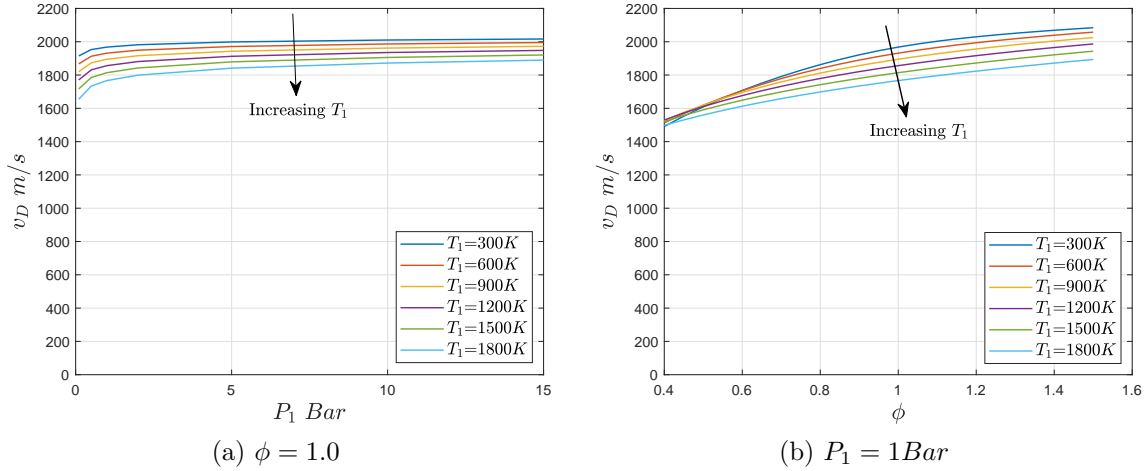 2200
2000
1800
1600
1400
1200
1000
800
600
400
200
0
v_D m/s
Increasing T_1
T_1=300K
T_1=600K
T_1=900K
T_1=1200K
T_1=1500K
T_1=1800K
0 5 10 15
P_1 Bar
(a) ϕ = 1.0
2200
2000
1800
1600
1400
1200
1000
800
600
400
200
0
v_D m/s
Increasing T_1
T_1=300K
T_1=600K
T_1=900K
T_1=1200K
T_1=1500K
T_1=1800K
0.4 0.6 0.8 1 1.2 1.4 1.6
ϕ
(b) P_1 = 1Bar